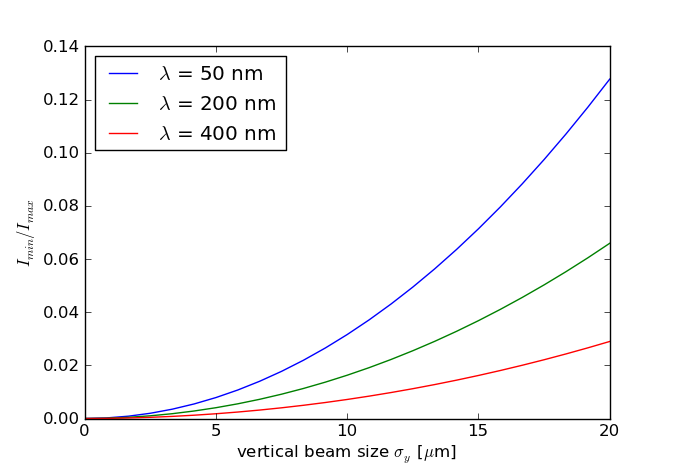 0.14
0.12
0.10
0.08
0.06
0.04
0.02
0.00
I_min/I_max
λ = 50 nm
λ = 200 nm
λ = 400 nm
0 5 10 15 20
vertical beam size σ_y [μm]